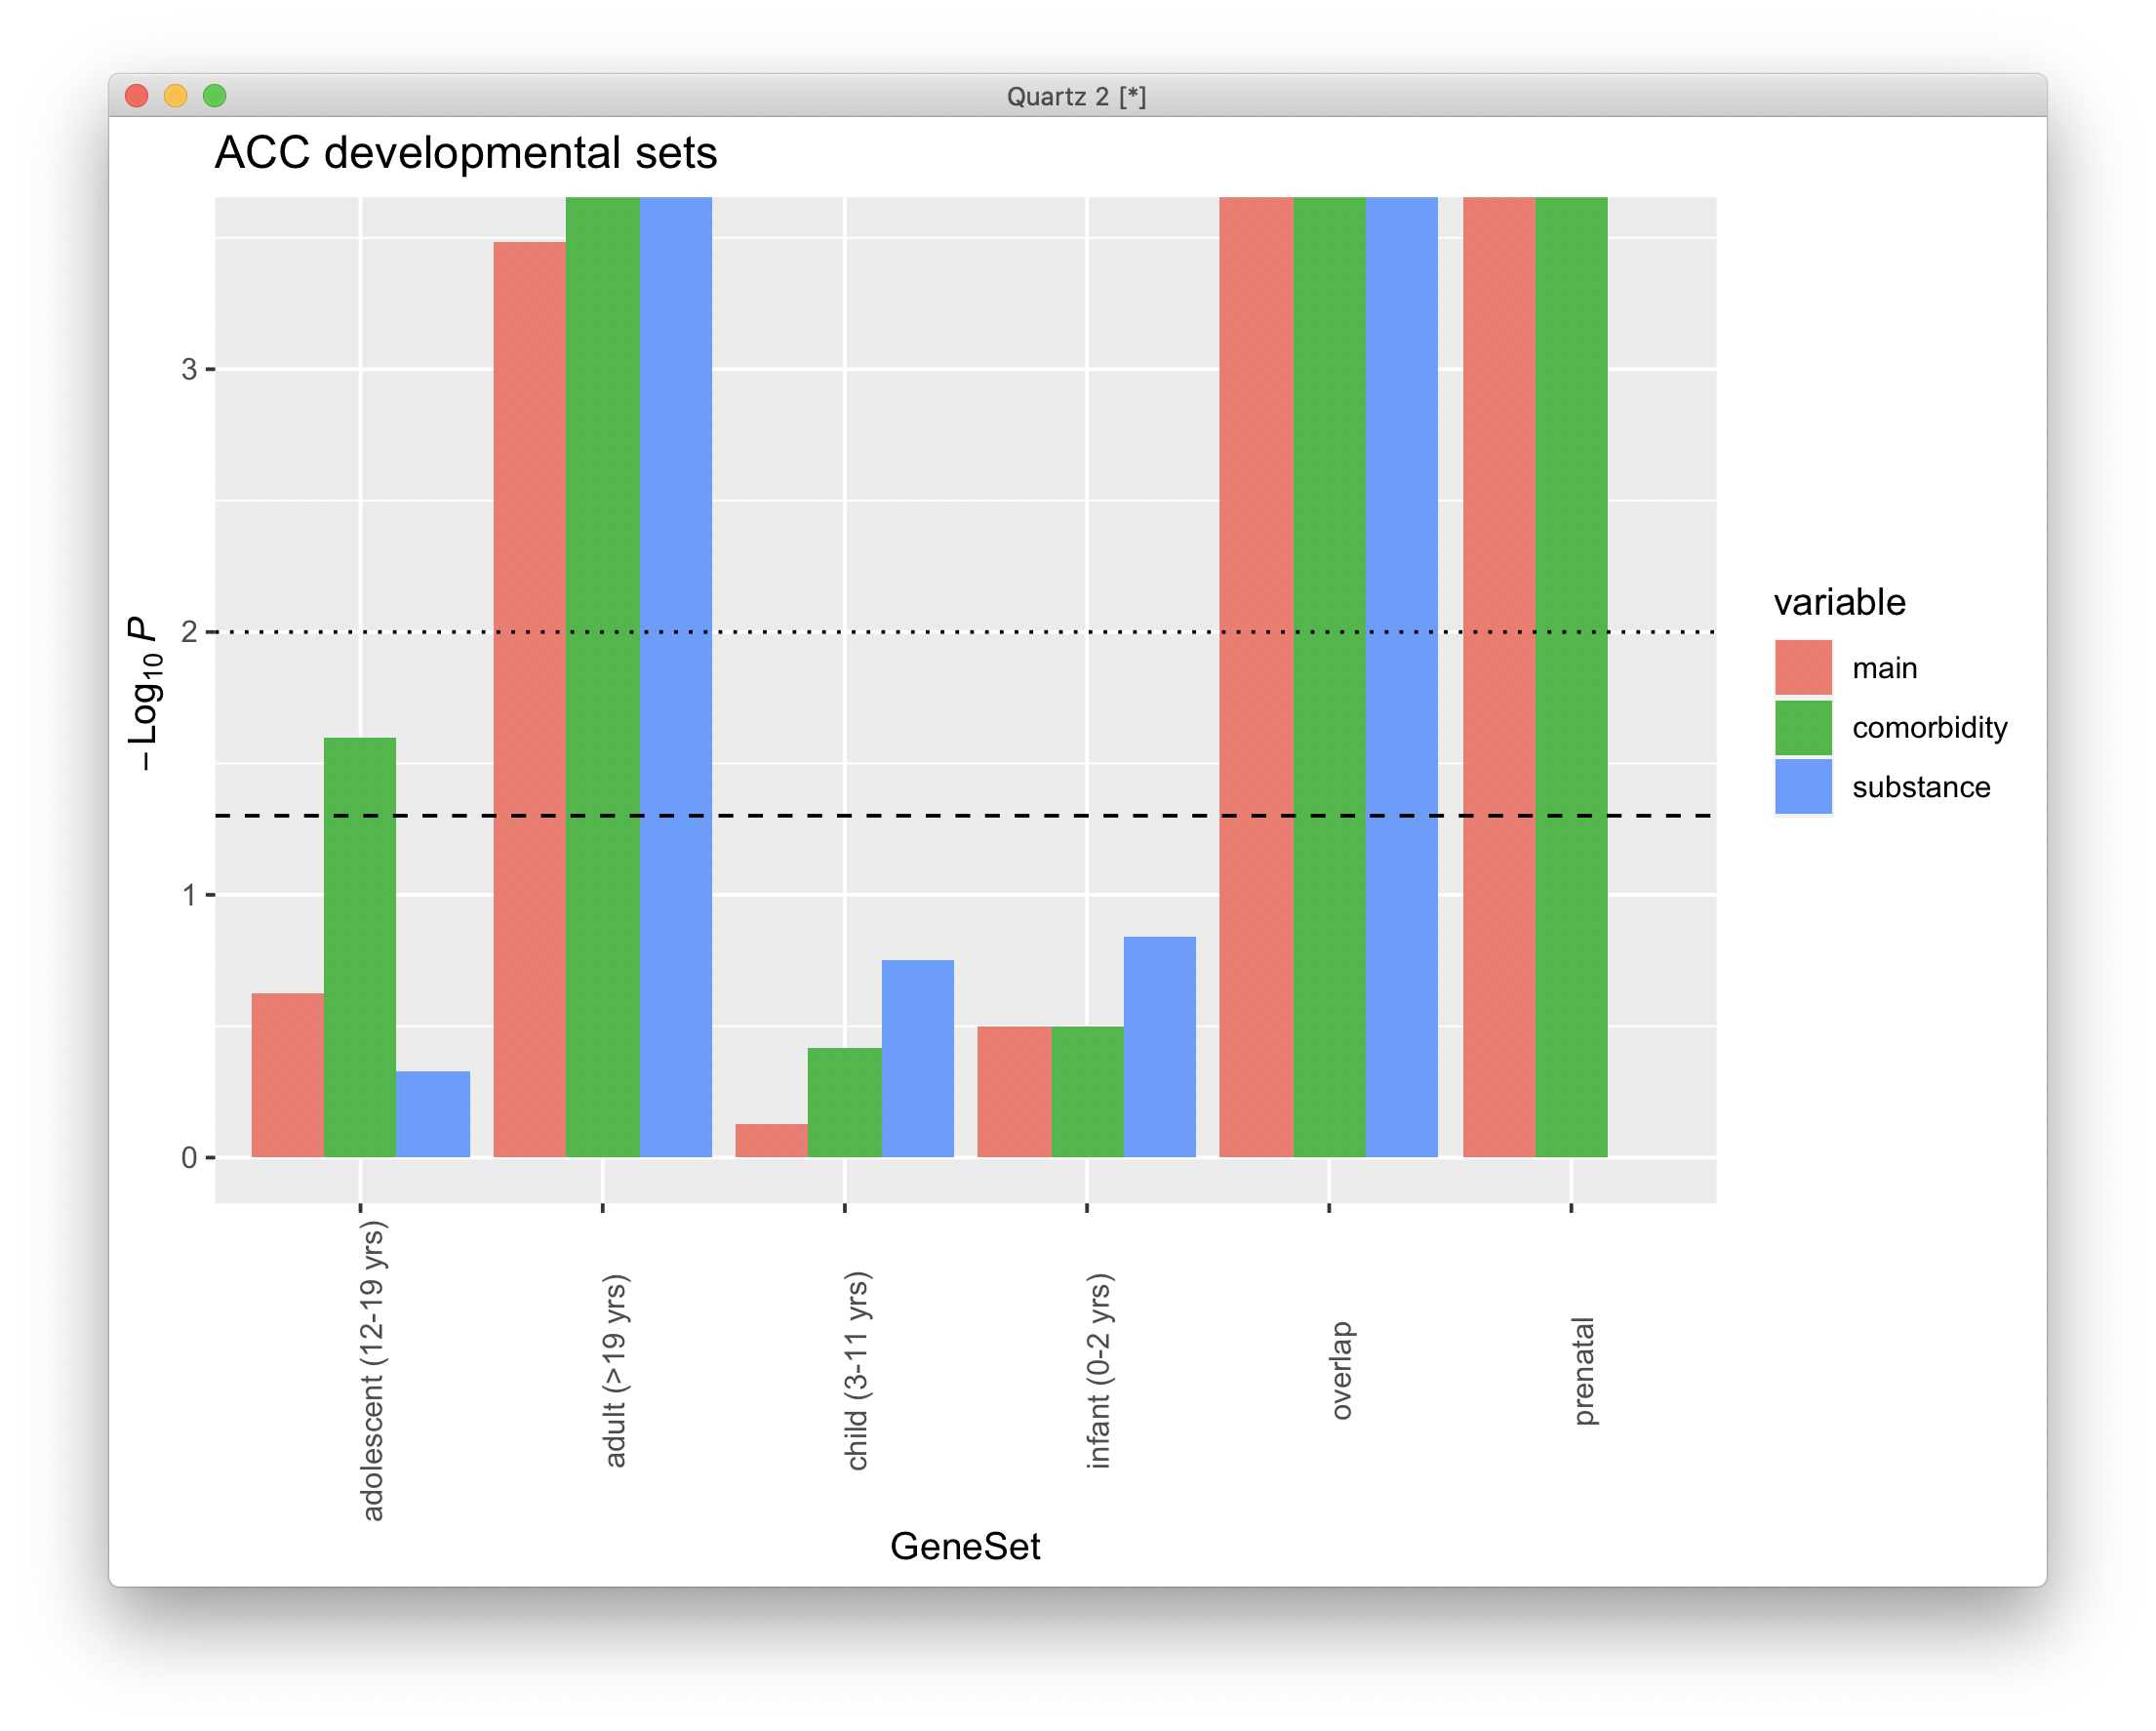 Quartz 2 [*]
ACC developmental sets
3
2
1
0
−Log10 P
adolescent (12-19 yrs)
adult (>19 yrs)
child (3-11 yrs)
infant (0-2 yrs)
overlap
prenatal
GeneSet
variable
main
comorbidity
substance